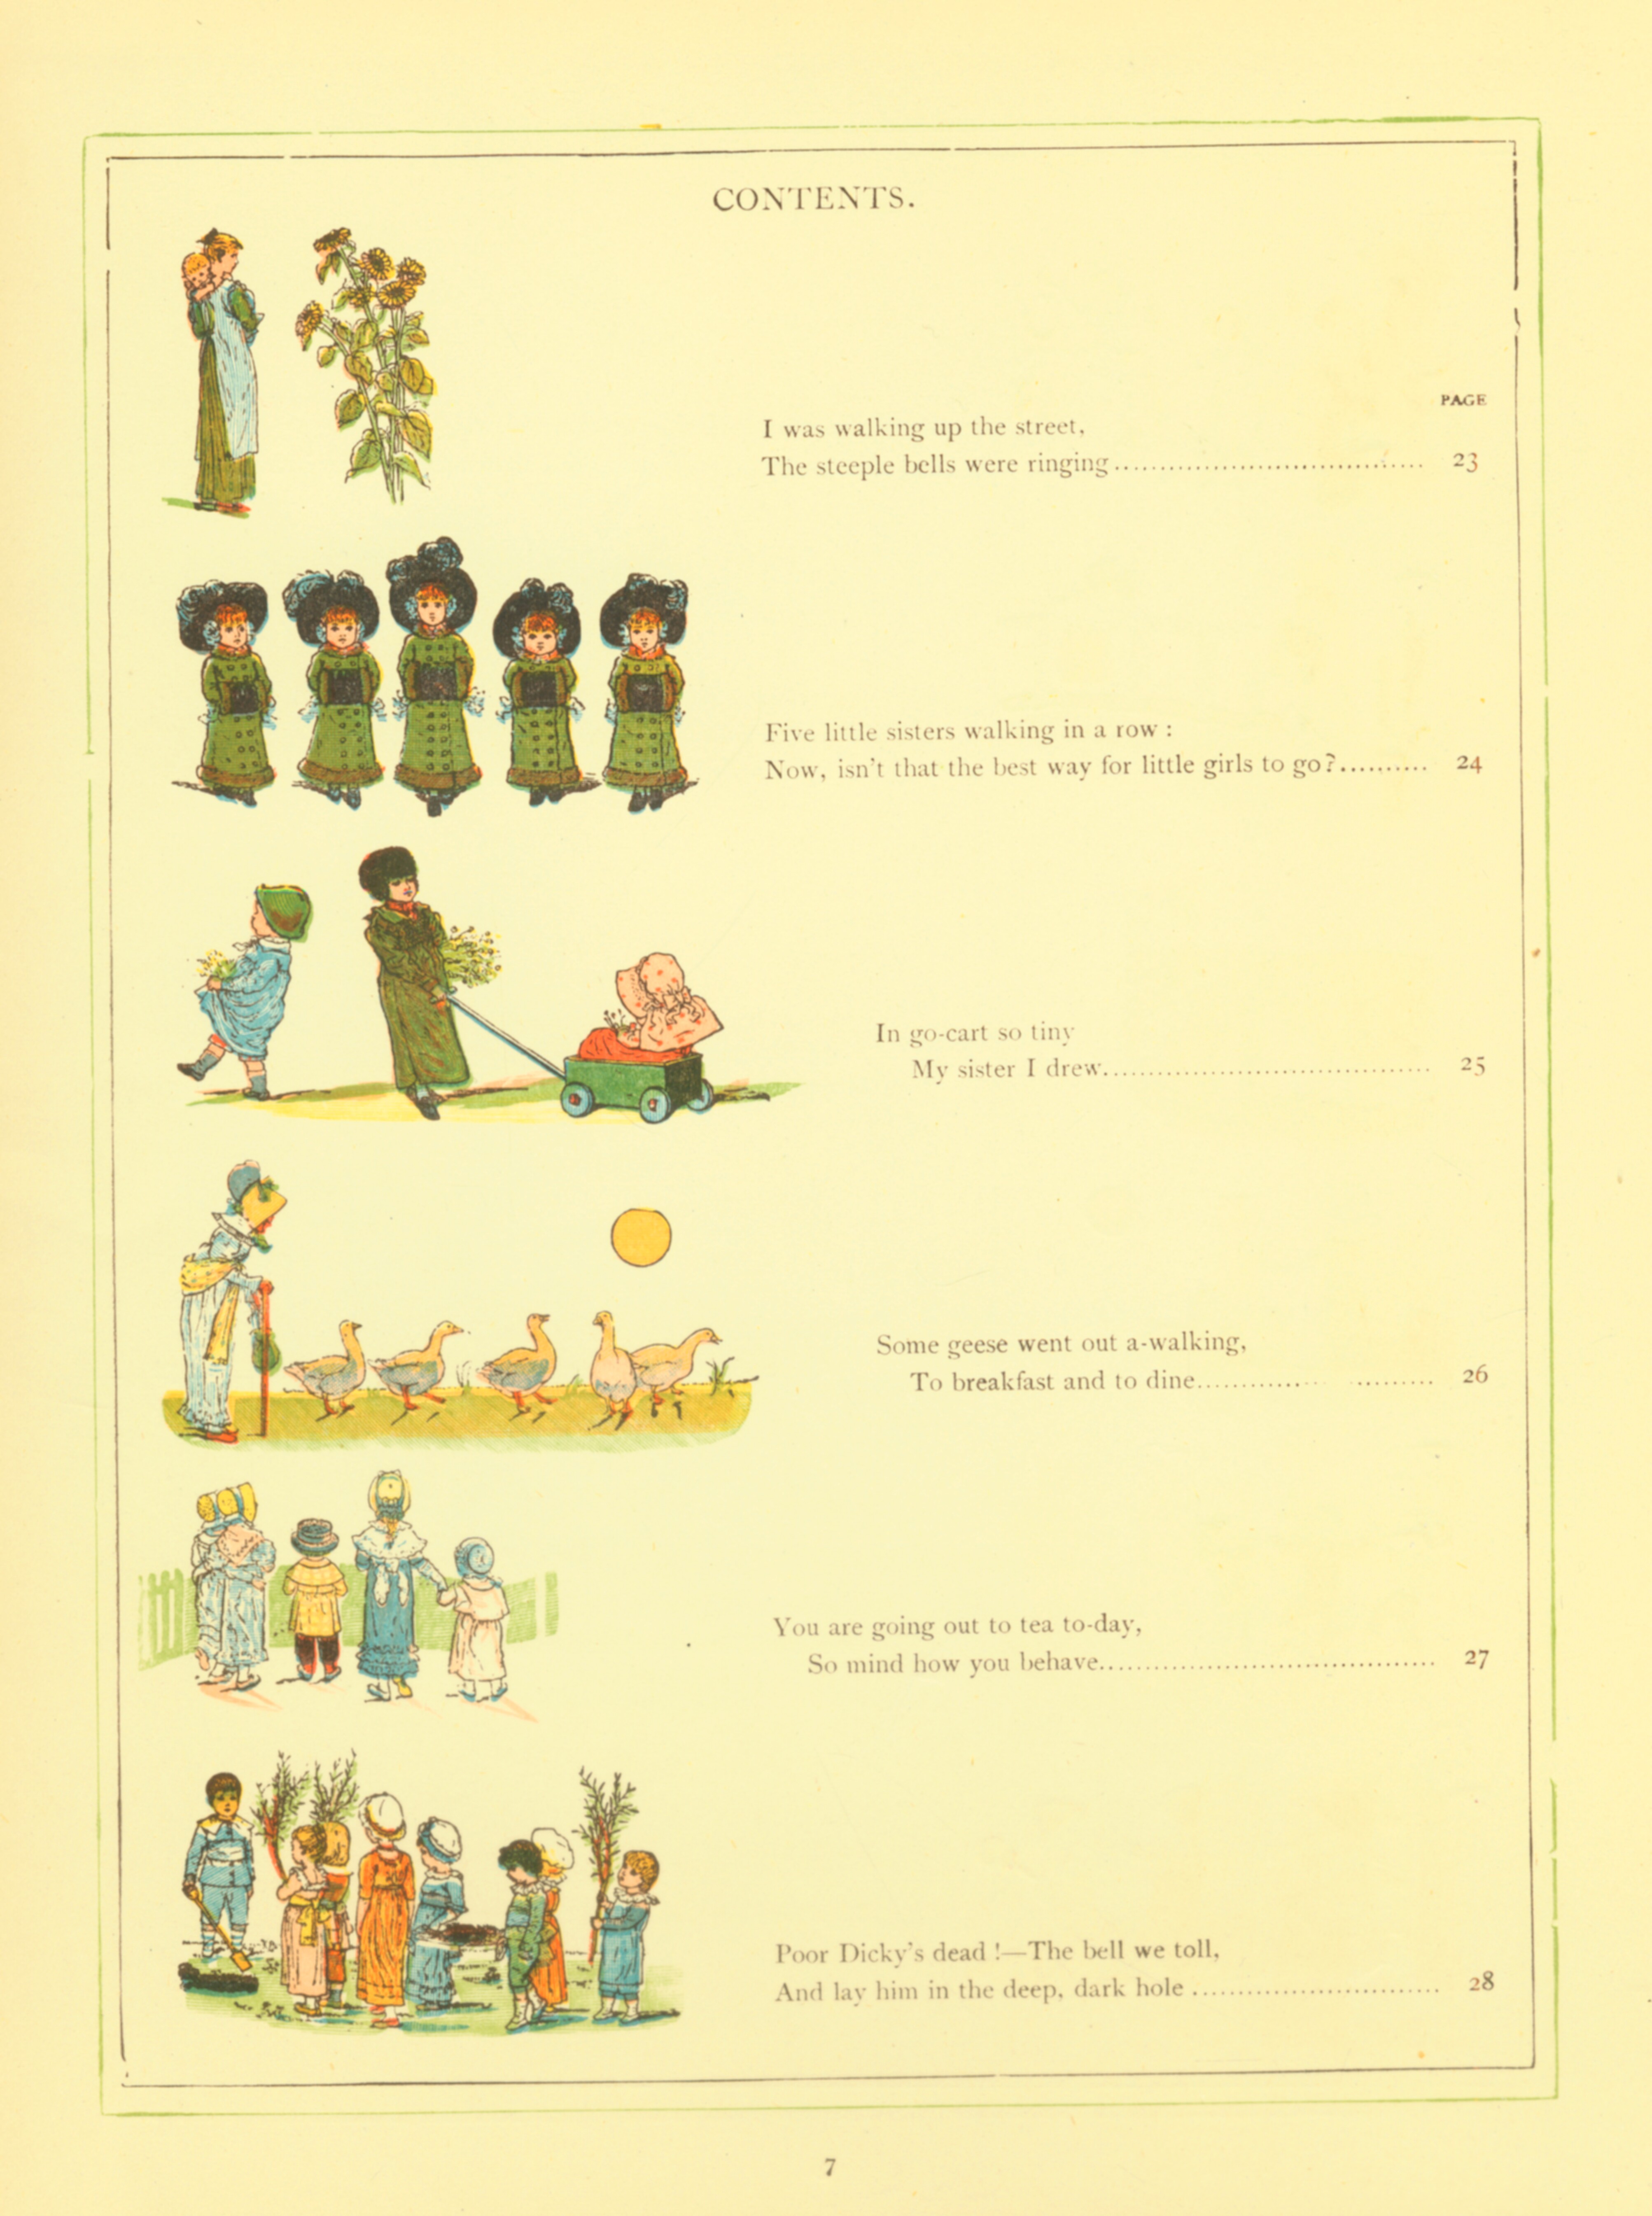 CONTENTS.
PAGE
I was walking up the street,
The steeple bells were ringing................................... 23
Five little sisters walking in a row :
Now, isn't that the best way for little girls to go?.......... 24
In go-cart so tiny
My sister I drew.................................... 25
Some geese went out a-walking,
To breakfast and to dine.............. ......... 26
You are going out to tea to-day,
So mind how you behave..................................... 27
Poor Dicky's dead !—The bell we toll,
And lay him in the deep, dark hole ............................ 28
7